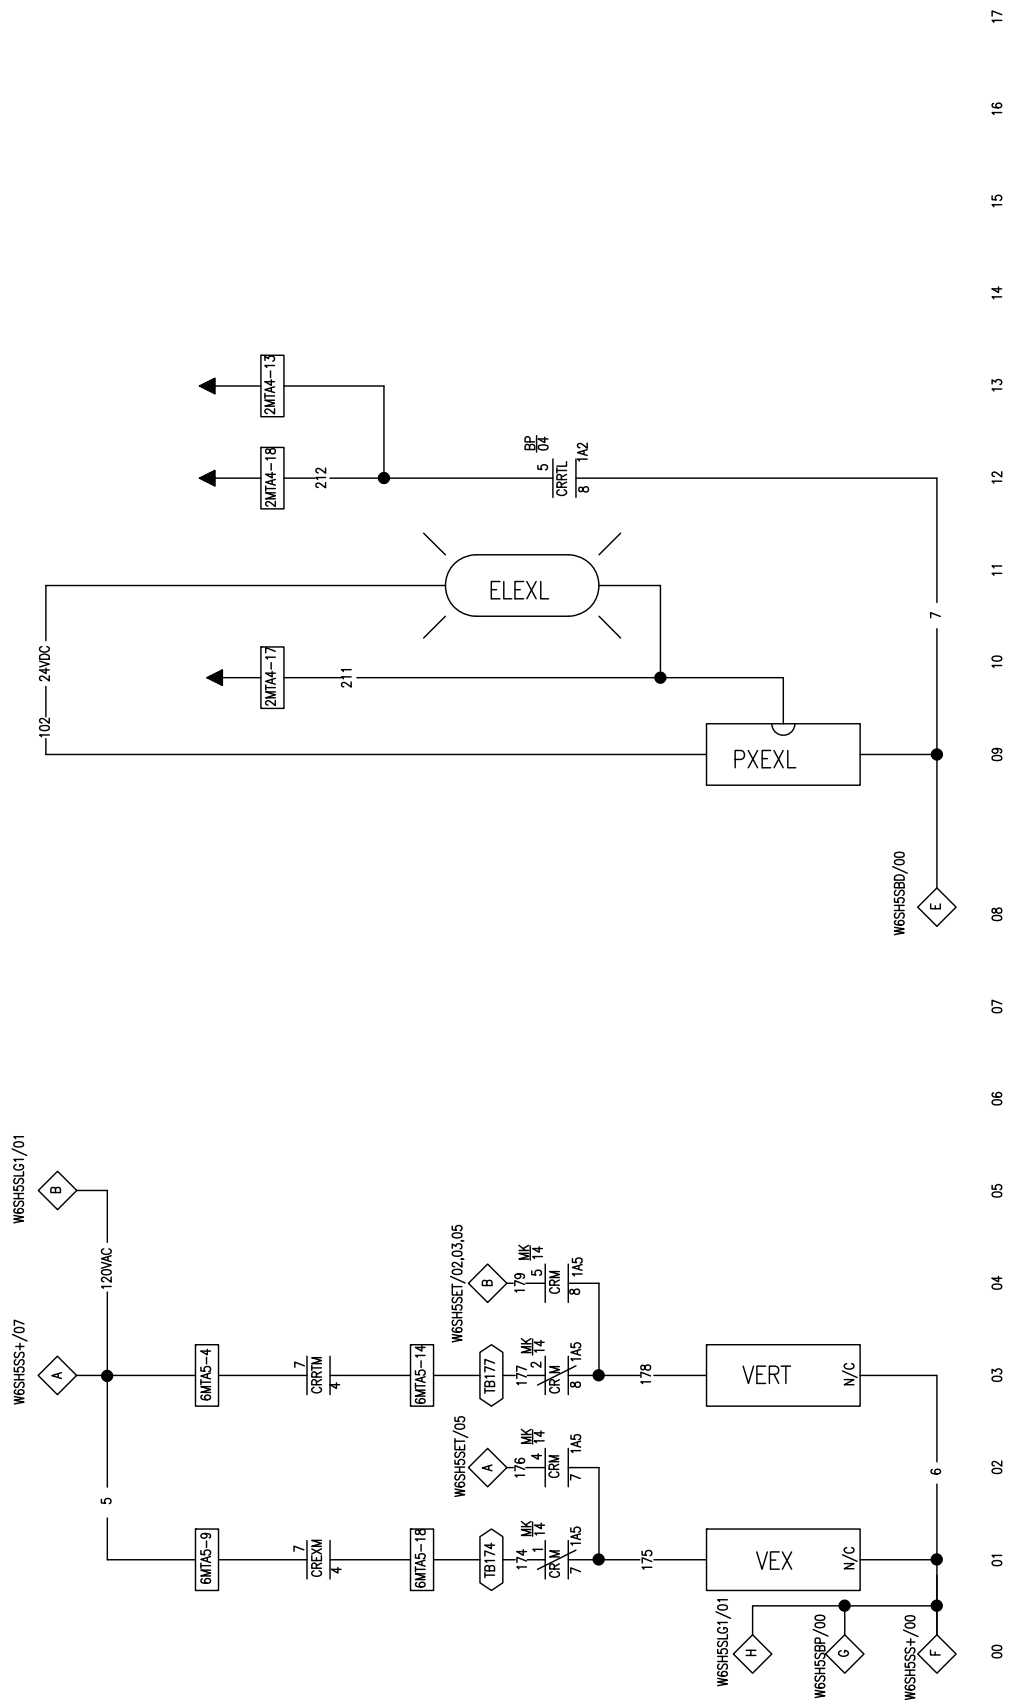 17
16
15
14
13
12
11
10
09
08
07
06
05
04
03
02
01
00
2MTA4-13
2MTA4-18
212
BP
04
5
CRRTL
8
1A2
ELEXL
102
24VDC
2MTA4-17
211
PXEXL
7
W6SH5SBD/00
E
W6SH5SLG1/01
B
120VAC
W6SH5SS+/07
A
5
6MTA5-4
7
CRRTM
4
6MTA5-14
TB177
177
2
MK
14
CRM
8
1A5
W6SH5SET/02,03,05
B
179
5
MK
14
CRM
8
1A5
178
VERT
N/C
6
W6SH5SET/05
A
176
4
MK
14
CRM
7
1A5
6MTA5-9
7
CREXM
4
6MTA5-18
TB174
174
1
MK
14
CRM
7
1A5
175
VEX
N/C
W6SH5SLG1/01
H
W6SH5SBP/00
G
W6SH5SS+/00
F